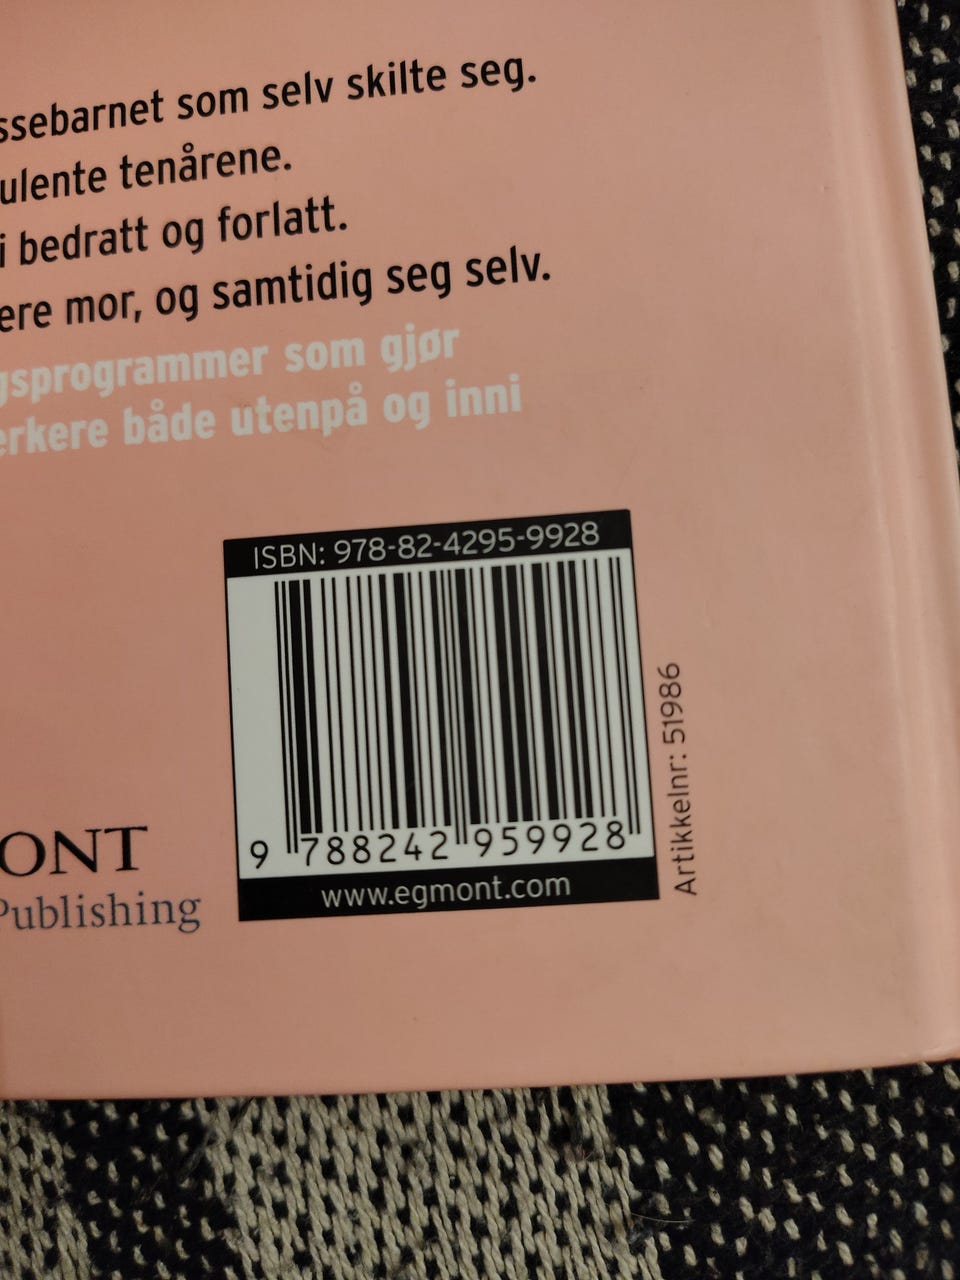 ssebarnet som selv skilte seg.
ulente tenårene.
i bedratt og forlatt.
ere mor, og samtidig seg selv.
gsprogrammer som gjør
erkere både utenpå og inni
ISBN: 978-82-4295-9928
9 788242 959928
www.egmont.com
Artikkelnr: 51986
ONT
Publishing